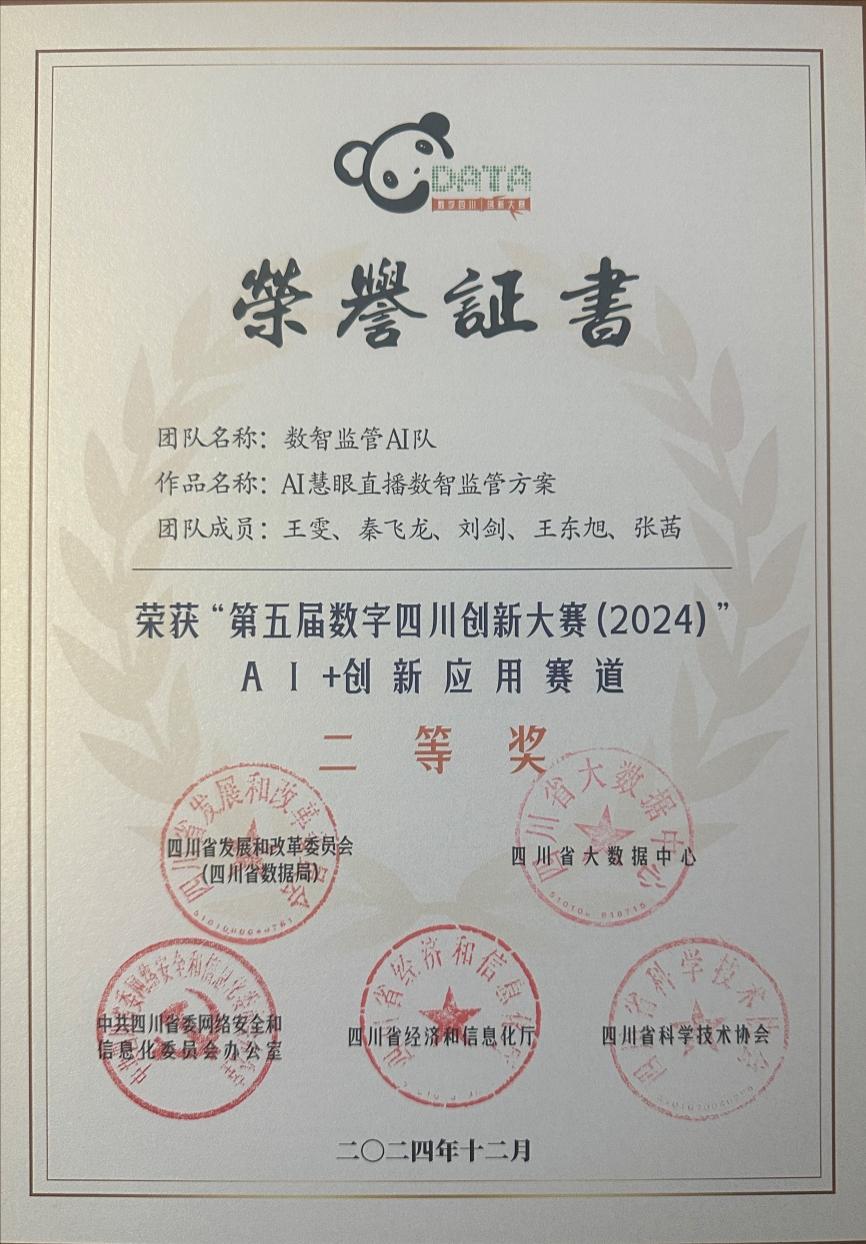 DATA
数字四川 创新大赛
榮譽証書
团队名称：数智监管AI队
作品名称：AI慧眼直播数智监管方案
团队成员：王雯、秦飞龙、刘剑、王东旭、张茜
荣获“第五届数字四川创新大赛(2024)”
AI+创新应用赛道
二等奖
四川省发展和改革委员会
（四川省数据局）
四川省大数据中心
中共四川省委网络安全和
信息化委员会办公室
四川省经济和信息化厅
四川省科学技术协会
二〇二四年十二月